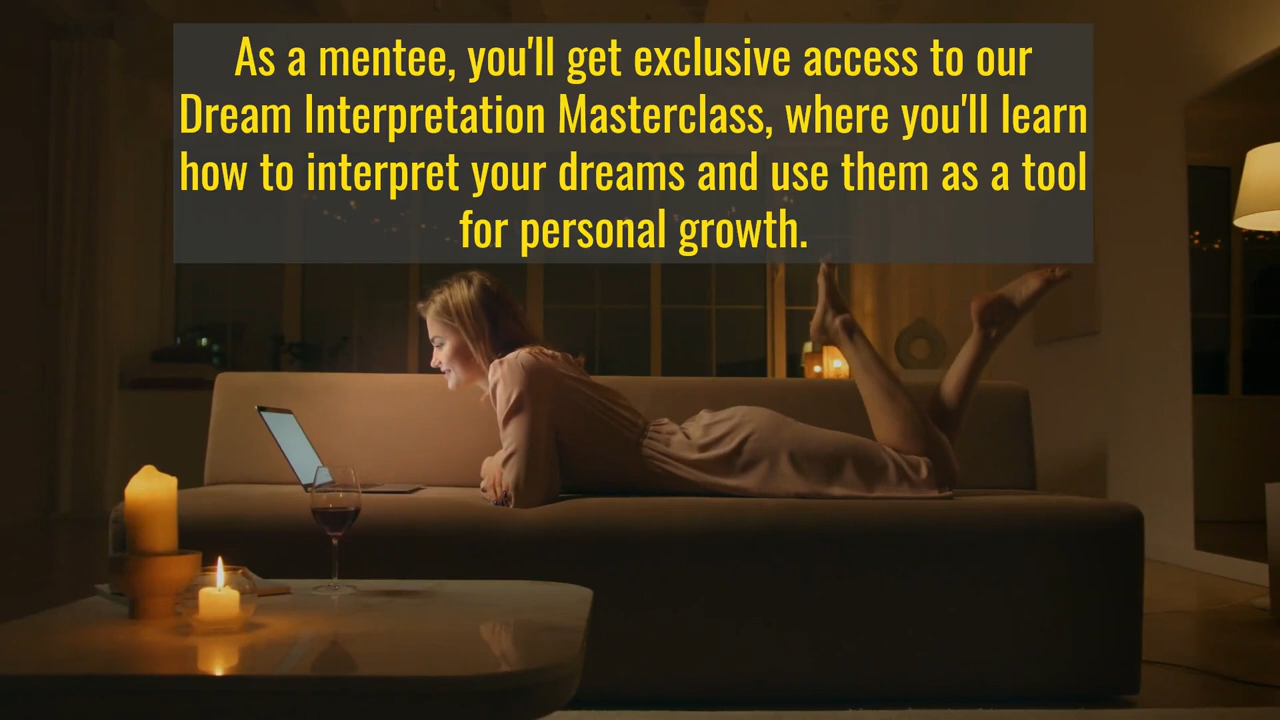 As a mentee, you'll get exclusive access to our
Dream Interpretation Masterclass, where you'll learn
how to interpret your dreams and use them as a tool
for personal growth.